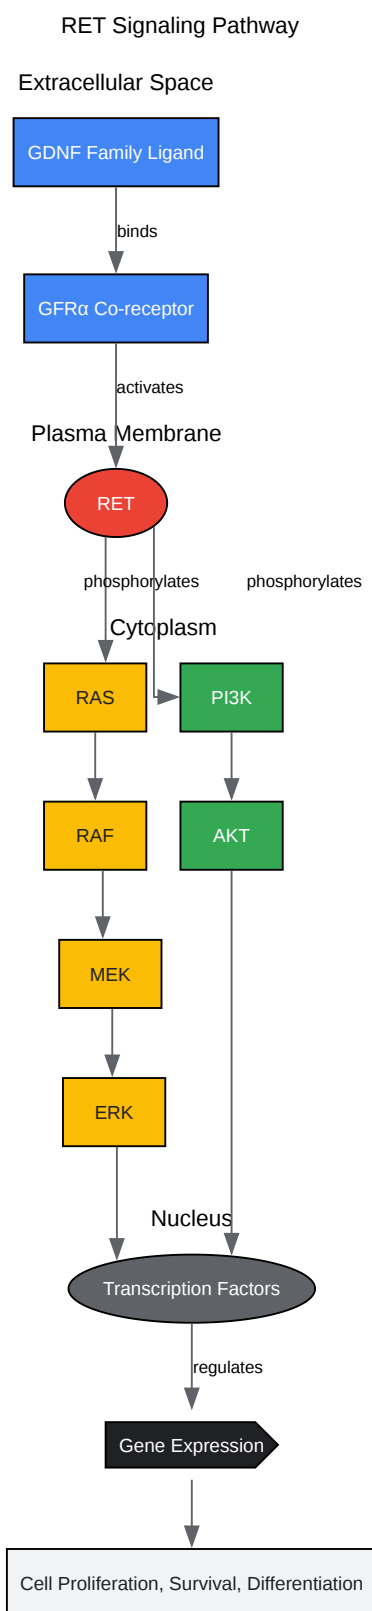 RET Signaling Pathway
Extracellular Space
GDNF Family Ligand
binds
GFRα Co-receptor
activates
Plasma Membrane
RET
phosphorylates
phosphorylates
Cytoplasm
RAS
PI3K
RAF
AKT
MEK
ERK
Nucleus
Transcription Factors
regulates
Gene Expression
Cell Proliferation, Survival, Differentiation